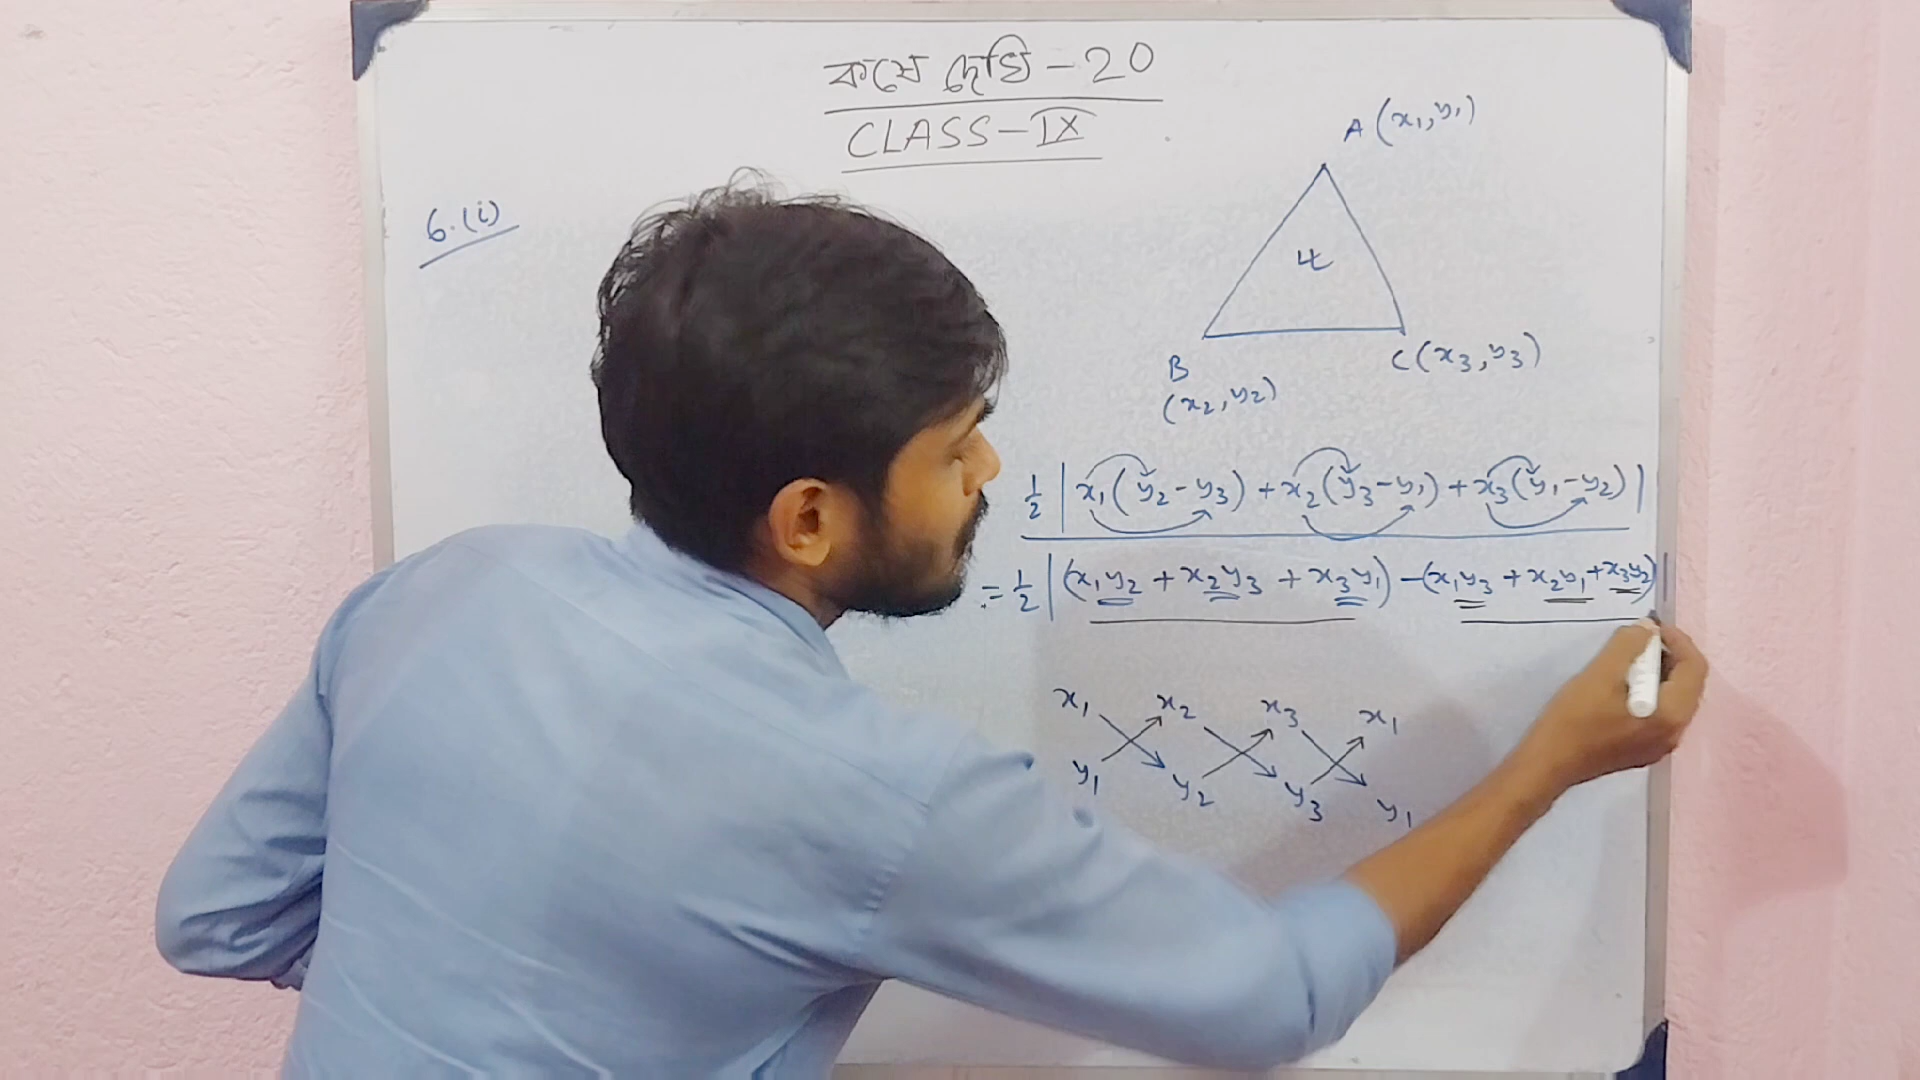 কষে দেখি - 20
CLASS - IX
6.(i)
A (x₁, y₁)
4
B
(x₂, y₂)
C (x₃, y₃)
½ | x₁(y₂ - y₃) + x₂(y₃ - y₁) + x₃(y₁ - y₂) |
= ½ | (x₁y₂ + x₂y₃ + x₃y₁) - (x₁y₃ + x₂y₁ + x₃y₂) |
x₁ x₂ x₃ x₁
y₁ y₂ y₃ y₁